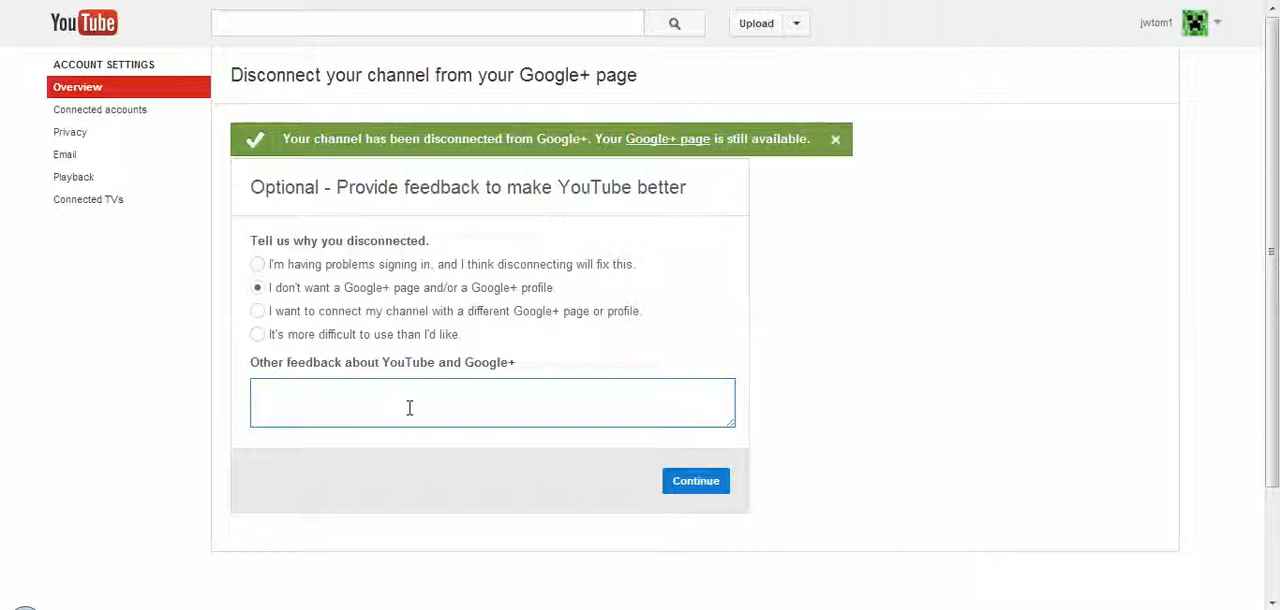 YouTube
Upload
jwtom1
ACCOUNT SETTINGS
Overview
Connected accounts
Privacy
Email
Playback
Connected TVs
Disconnect your channel from your Google+ page
Your channel has been disconnected from Google+. Your Google+ page is still available.
Optional - Provide feedback to make YouTube better
Tell us why you disconnected.
I'm having problems signing in, and I think disconnecting will fix this.
I don't want a Google+ page and/or a Google+ profile.
I want to connect my channel with a different Google+ page or profile.
It's more difficult to use than I'd like.
Other feedback about YouTube and Google+
Continue